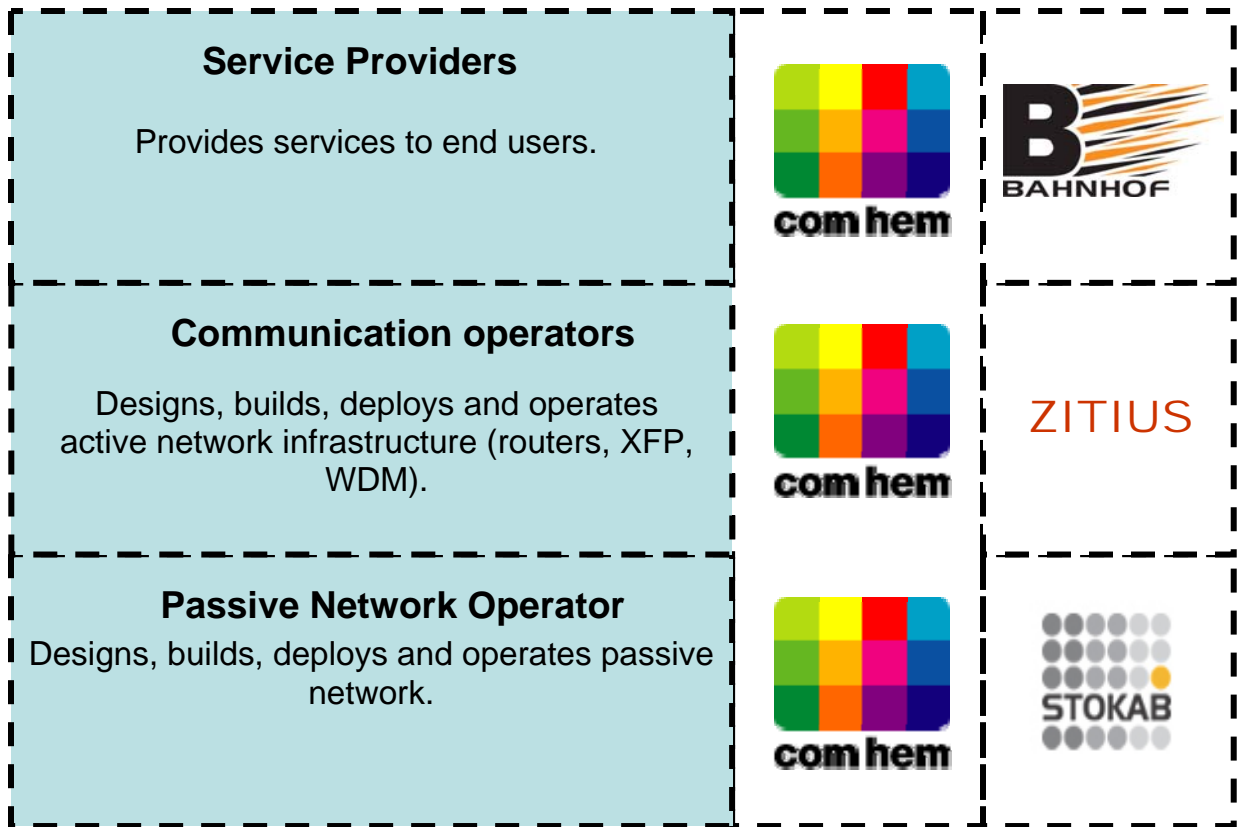 Service Providers
Provides services to end users.
com hem
B
BAHNHOF
Communication operators
Designs, builds, deploys and operates
active network infrastructure (routers, XFP,
WDM).
com hem
ZITIUS
Passive Network Operator
Designs, builds, deploys and operates passive
network.
com hem
STOKAB